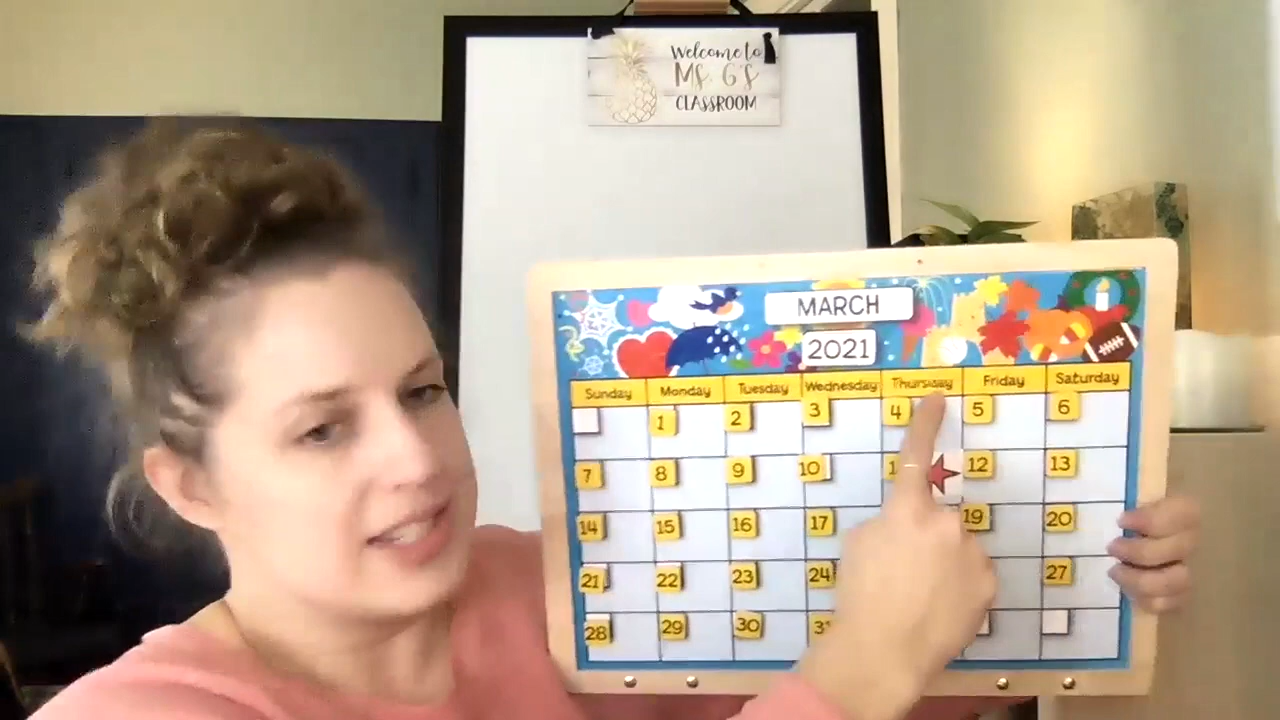 Welcome to
Ms. G's
CLASSROOM
MARCH
2021
Sunday Monday Tuesday Wednesday Thursday Friday Saturday
1 2 3 4 5 6
7 8 9 10 12 13
14 15 16 17 19 20
21 22 23 24 27
28 29 30